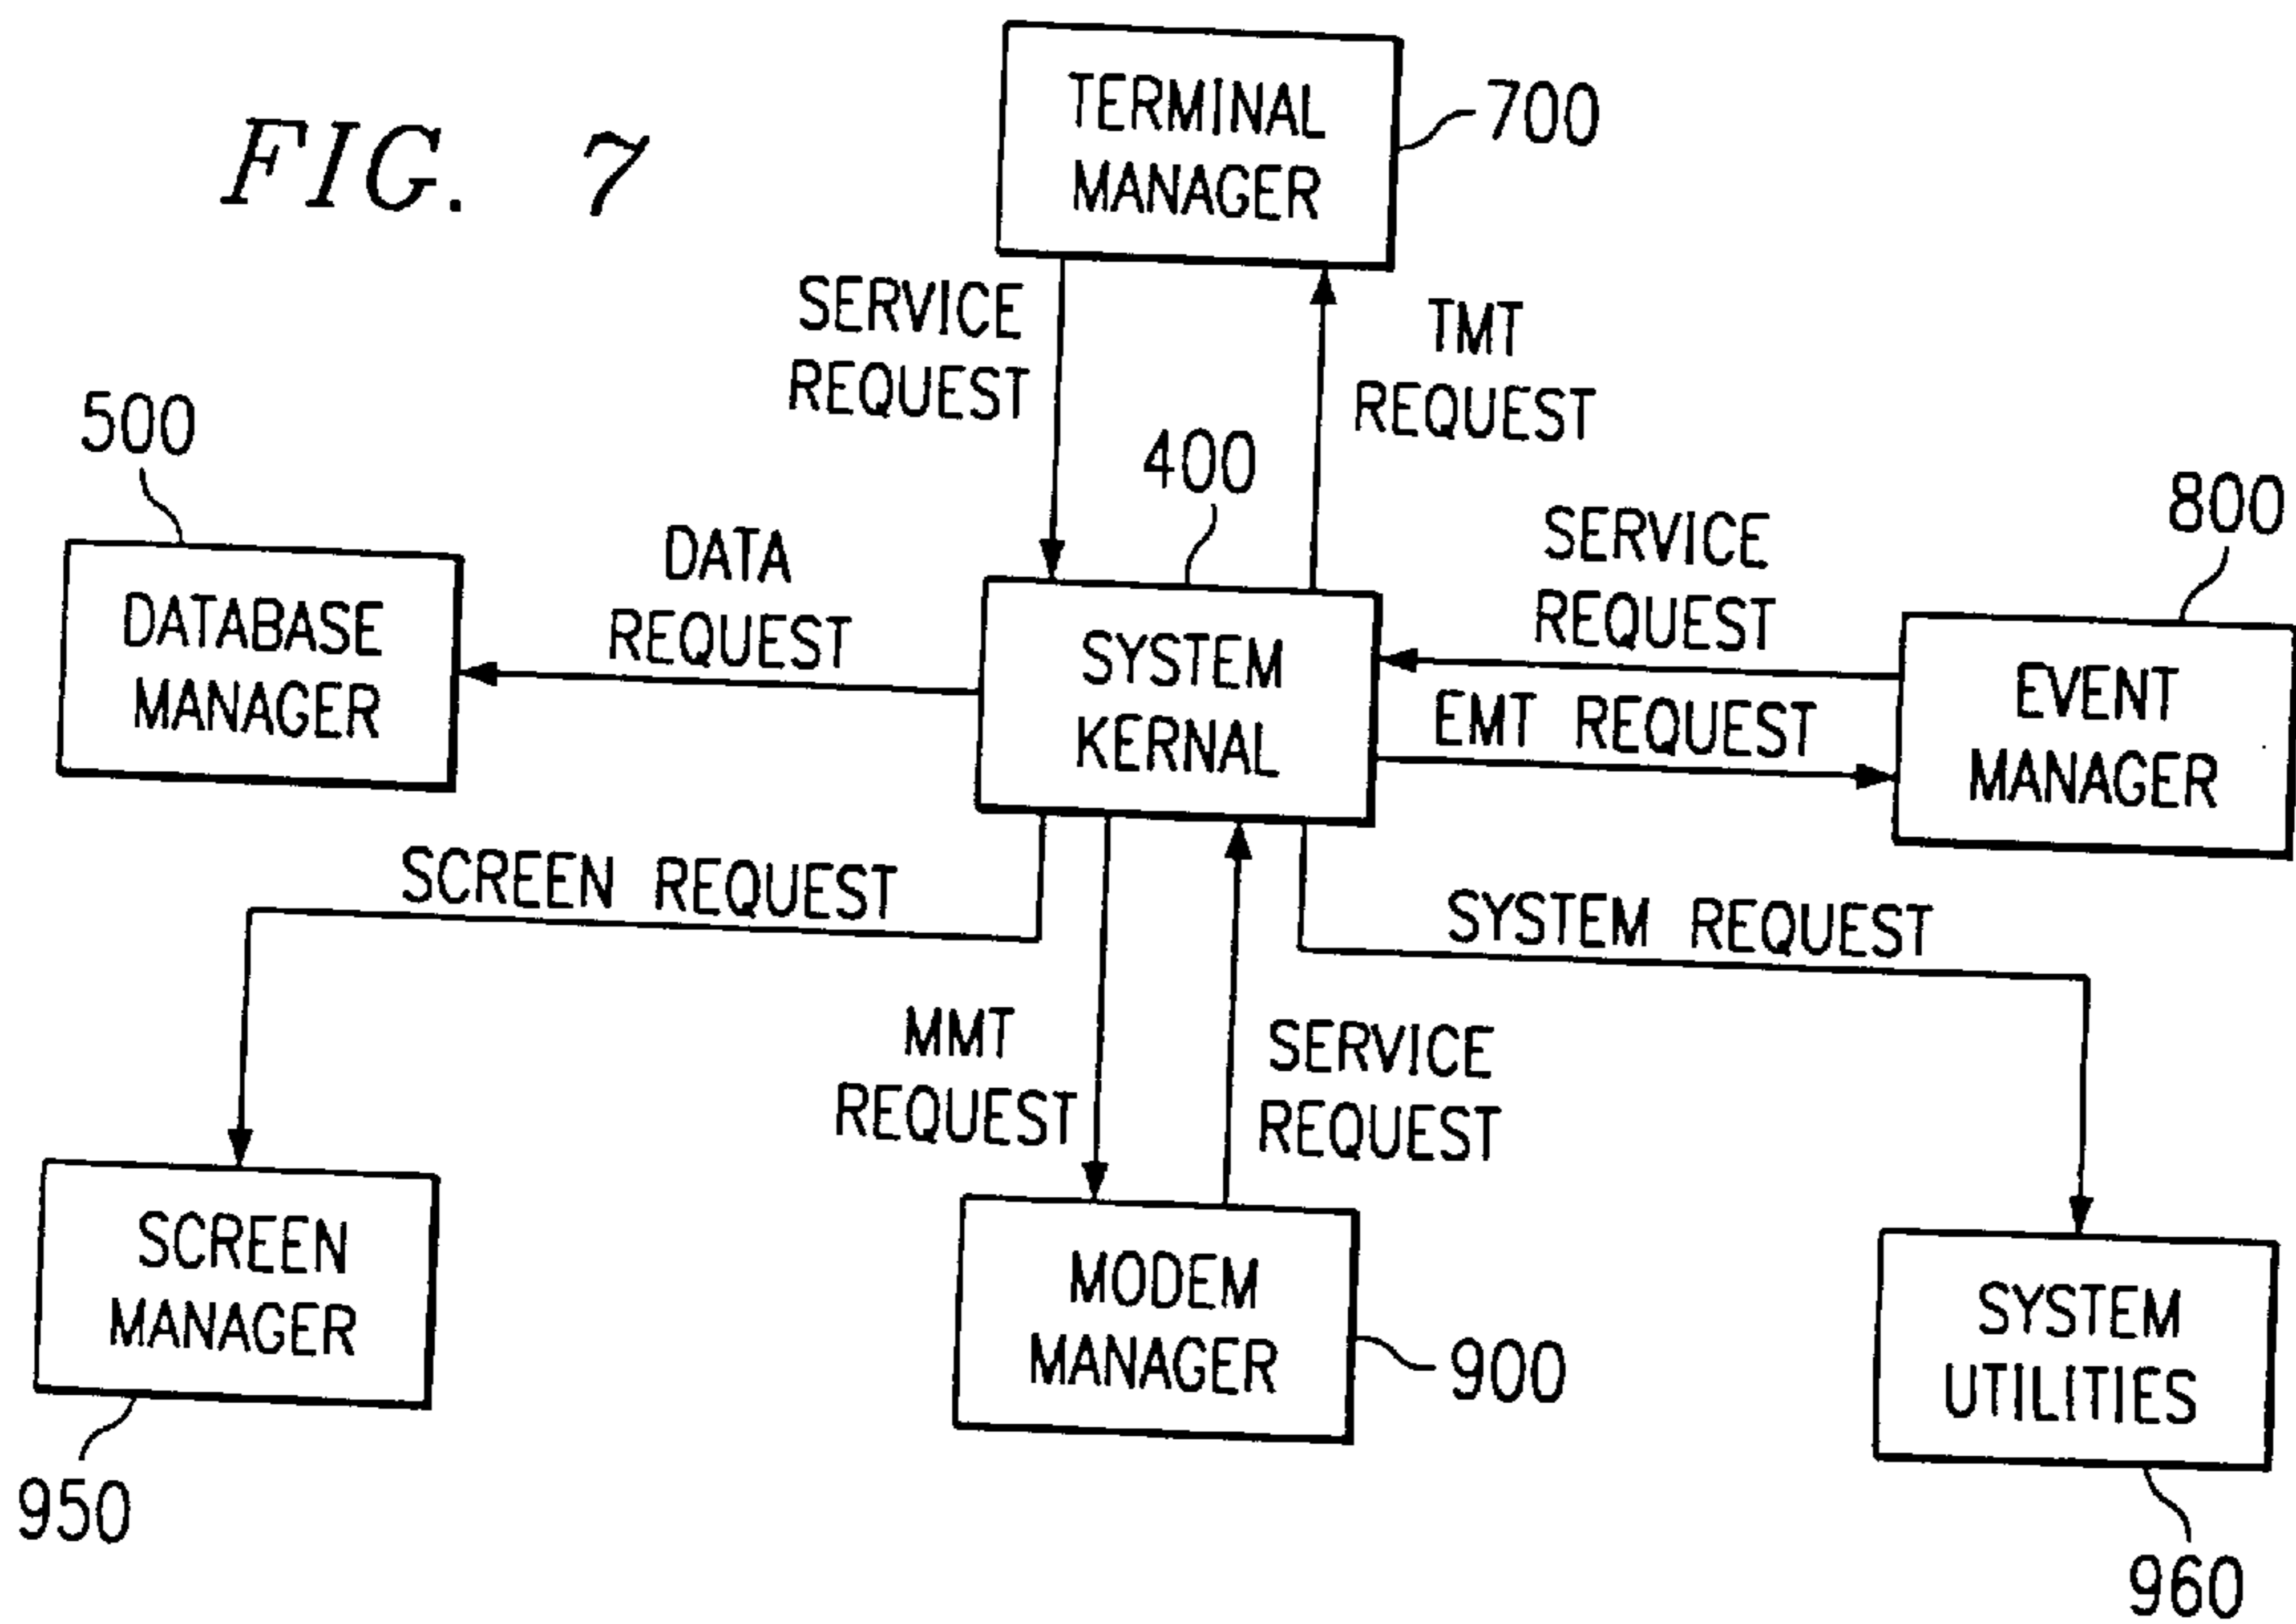 FIG. 7
TERMINAL
MANAGER
700
SERVICE
REQUEST
TMT
REQUEST
500
400
800
DATABASE
MANAGER
DATA
REQUEST
SYSTEM
KERNAL
SERVICE
REQUEST
EMT REQUEST
EVENT
MANAGER
SCREEN REQUEST
SYSTEM REQUEST
MMT
REQUEST
SERVICE
REQUEST
SCREEN
MANAGER
950
MODEM
MANAGER
900
SYSTEM
UTILITIES
960